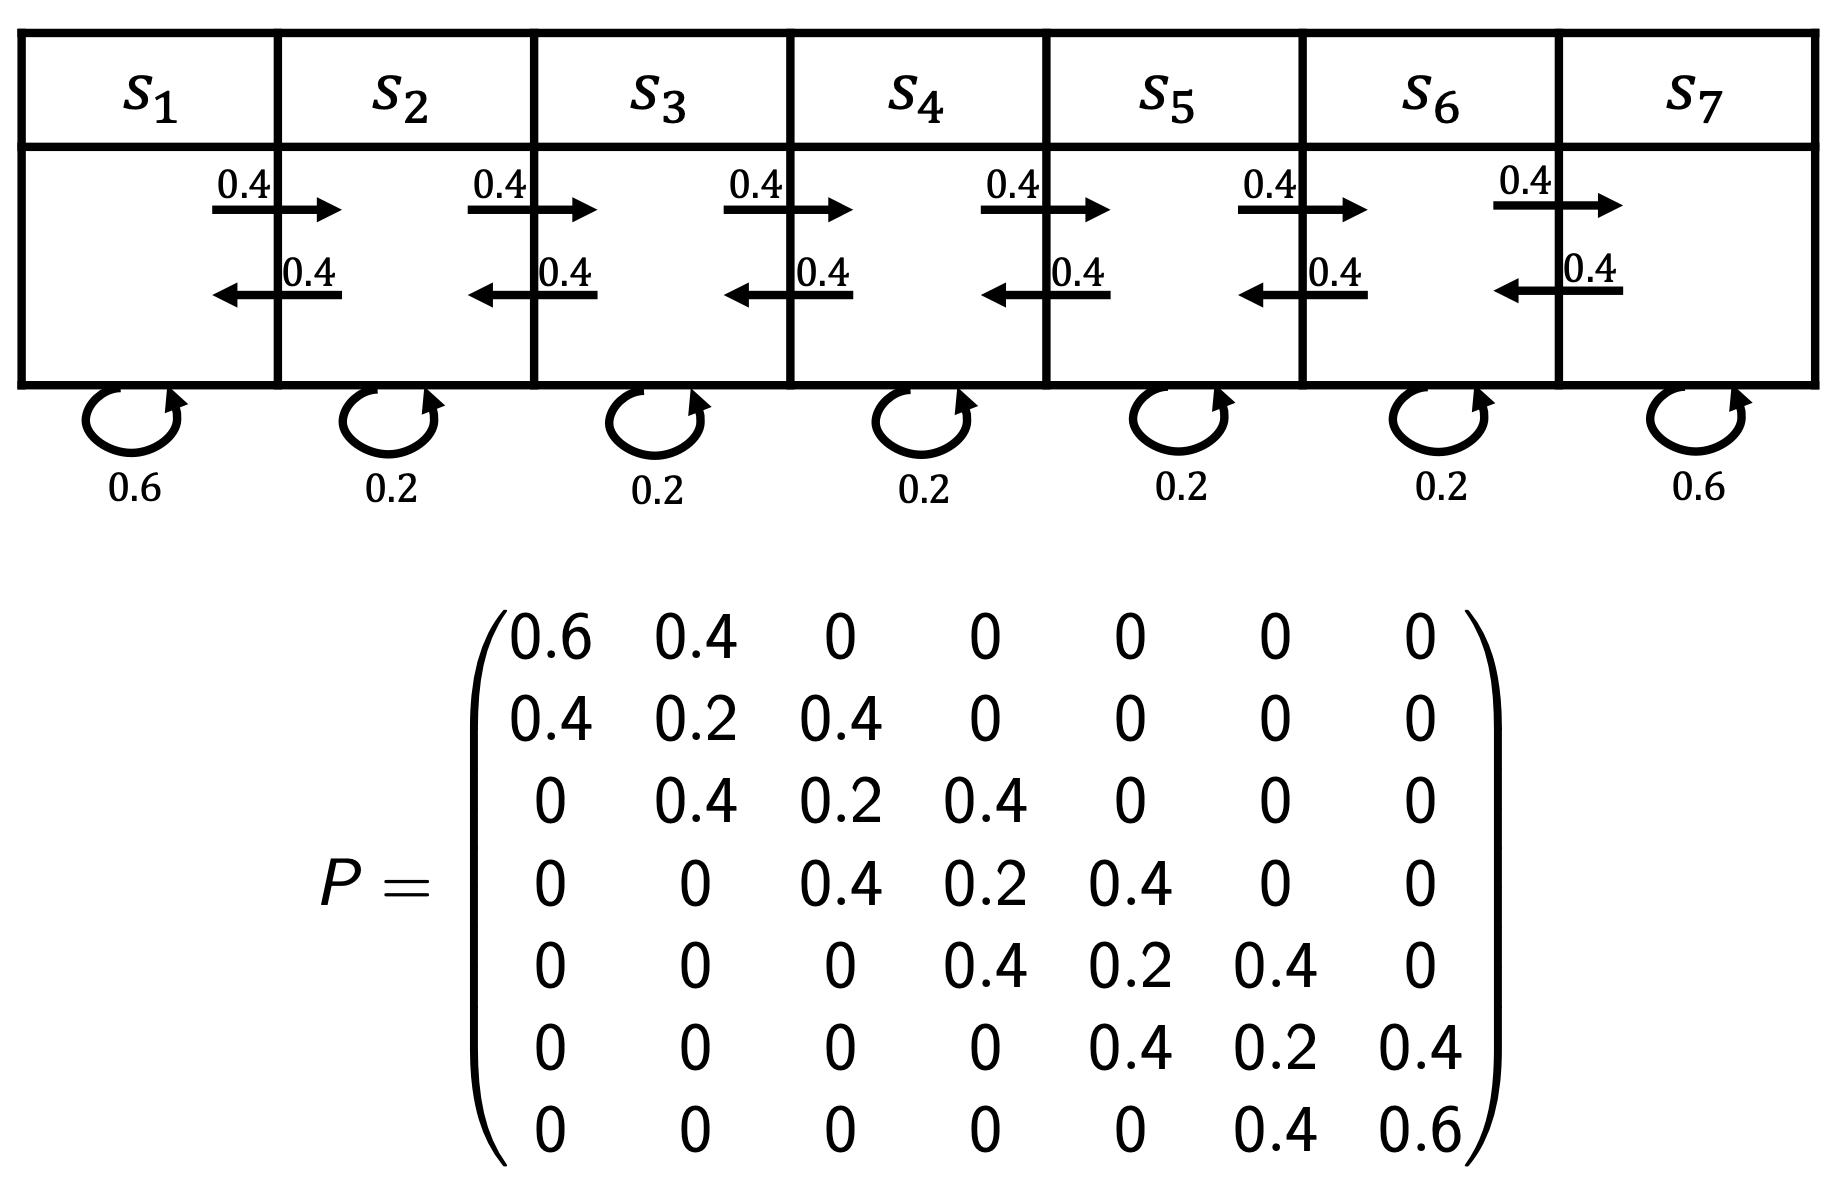 s₁ s₂ s₃ s₄ s₅ s₆ s₇
0.4 0.4 0.4 0.4 0.4 0.4
0.4 0.4 0.4 0.4 0.4 0.4
0.6 0.2 0.2 0.2 0.2 0.2 0.6
0.6 0.4 0 0 0 0 0
0.4 0.2 0.4 0 0 0 0
0 0.4 0.2 0.4 0 0 0
P = 0 0 0.4 0.2 0.4 0 0
0 0 0 0.4 0.2 0.4 0
0 0 0 0 0.4 0.2 0.4
0 0 0 0 0 0.4 0.6